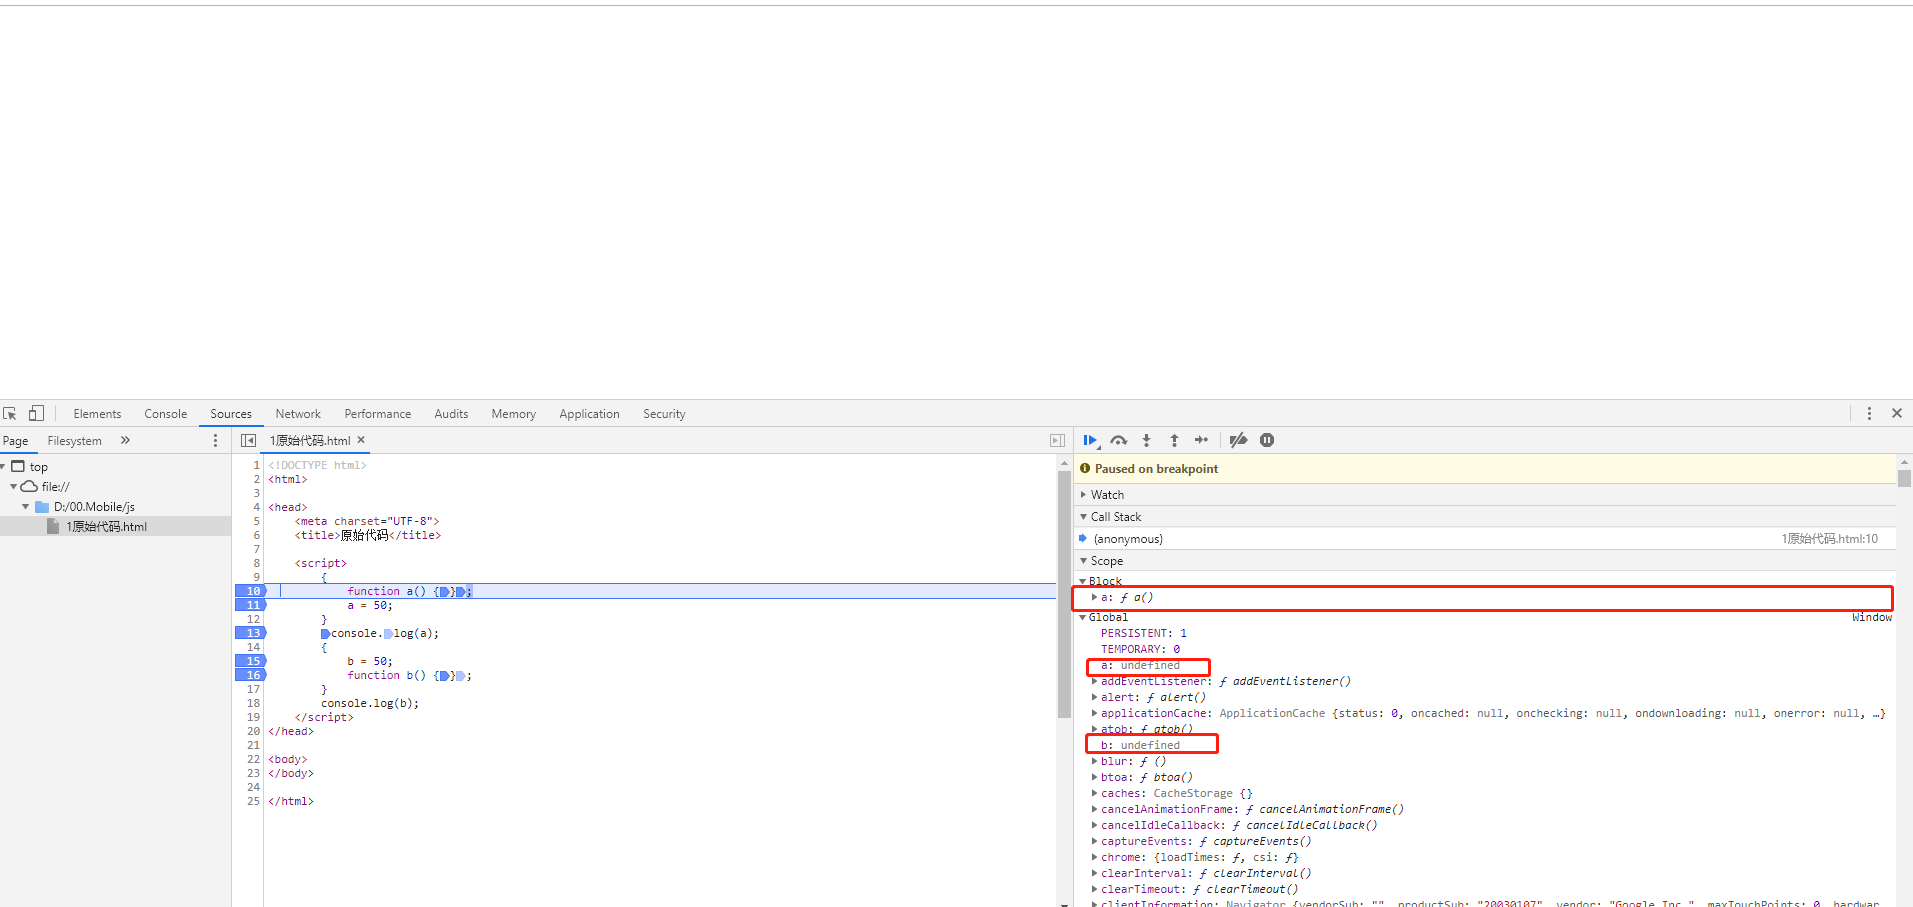 Elements Console Sources Network Performance Audits Memory Application Security
Page Filesystem »
1原始代码.html ×
top
file://
D:/00.Mobile/js
1原始代码.html
1 <!DOCTYPE html>
2 <html>
3
4 <head>
5 <meta charset="UTF-8">
6 <title>原始代码</title>
7
8 <script>
9 {
10 function a() {};
11 a = 50;
12 }
13 console.log(a);
14 {
15 b = 50;
16 function b() {};
17 }
18 console.log(b);
19 </script>
20 </head>
21
22 <body>
23 </body>
24
25 </html>
Paused on breakpoint
Watch
Call Stack
(anonymous) 1原始代码.html:10
Scope
Block
a: ƒ a()
Global Window
PERSISTENT: 1
TEMPORARY: 0
a: undefined
addEventListener: ƒ addEventListener()
alert: ƒ alert()
applicationCache: ApplicationCache {status: 0, oncached: null, onchecking: null, ondownloading: null, onerror: null, …}
atob: ƒ atob()
b: undefined
blur: ƒ ()
btoa: ƒ btoa()
caches: CacheStorage {}
cancelAnimationFrame: ƒ cancelAnimationFrame()
cancelIdleCallback: ƒ cancelIdleCallback()
captureEvents: ƒ captureEvents()
chrome: {loadTimes: ƒ, csi: ƒ}
clearInterval: ƒ clearInterval()
clearTimeout: ƒ clearTimeout()
clientInformation: Navigator {vendorSub: "", productSub: "20030107", vendor: "Google Inc.", maxTouchPoints: 0, hardwar